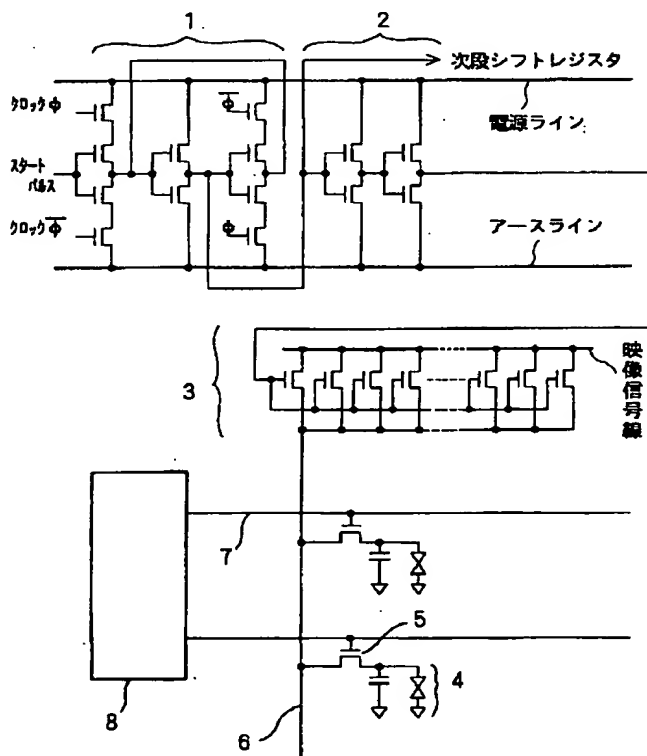 1
2
次段シフトレジスタ
クロックΦ
Φ̅
電源ライン
スタート
パルス
クロックΦ̅
Φ
アースライン
3
映像信号線
7
5
4
8
6